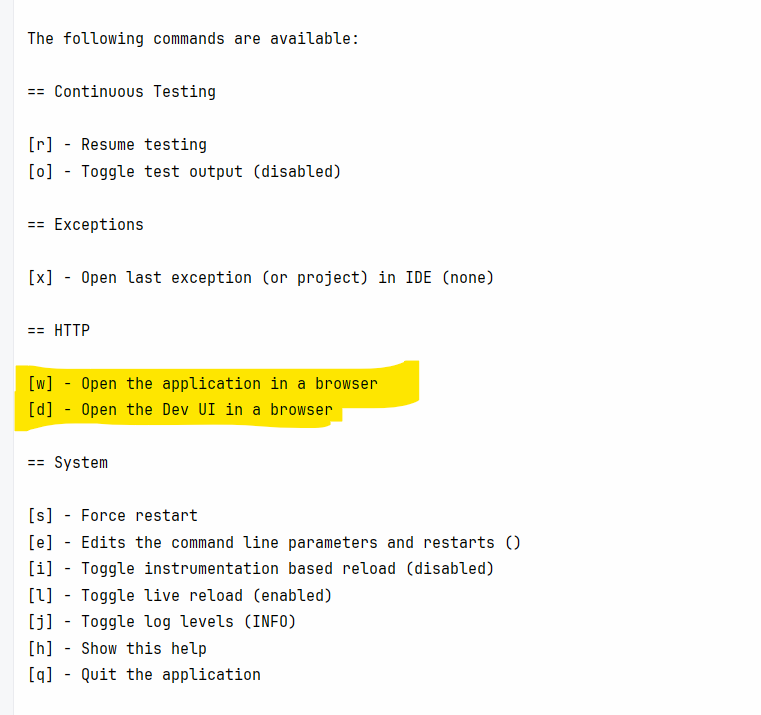 The following commands are available:
== Continuous Testing
[r] - Resume testing
[o] - Toggle test output (disabled)
== Exceptions
[x] - Open last exception (or project) in IDE (none)
== HTTP
[w] - Open the application in a browser
[d] - Open the Dev UI in a browser
== System
[s] - Force restart
[e] - Edits the command line parameters and restarts ()
[i] - Toggle instrumentation based reload (disabled)
[l] - Toggle live reload (enabled)
[j] - Toggle log levels (INFO)
[h] - Show this help
[q] - Quit the application